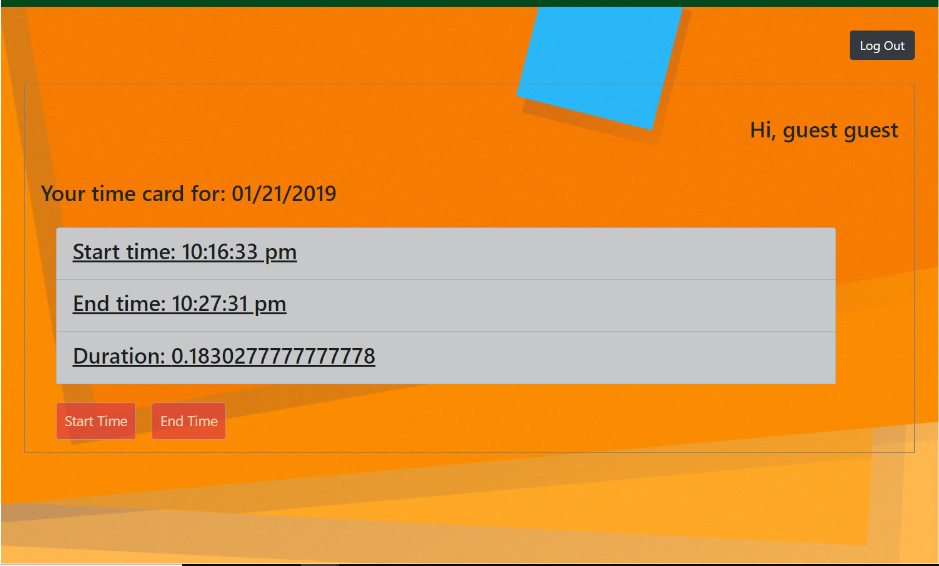 Log Out
Hi, guest guest
Your time card for: 01/21/2019
Start time: 10:16:33 pm
End time: 10:27:31 pm
Duration: 0.1830277777777778
Start Time
End Time